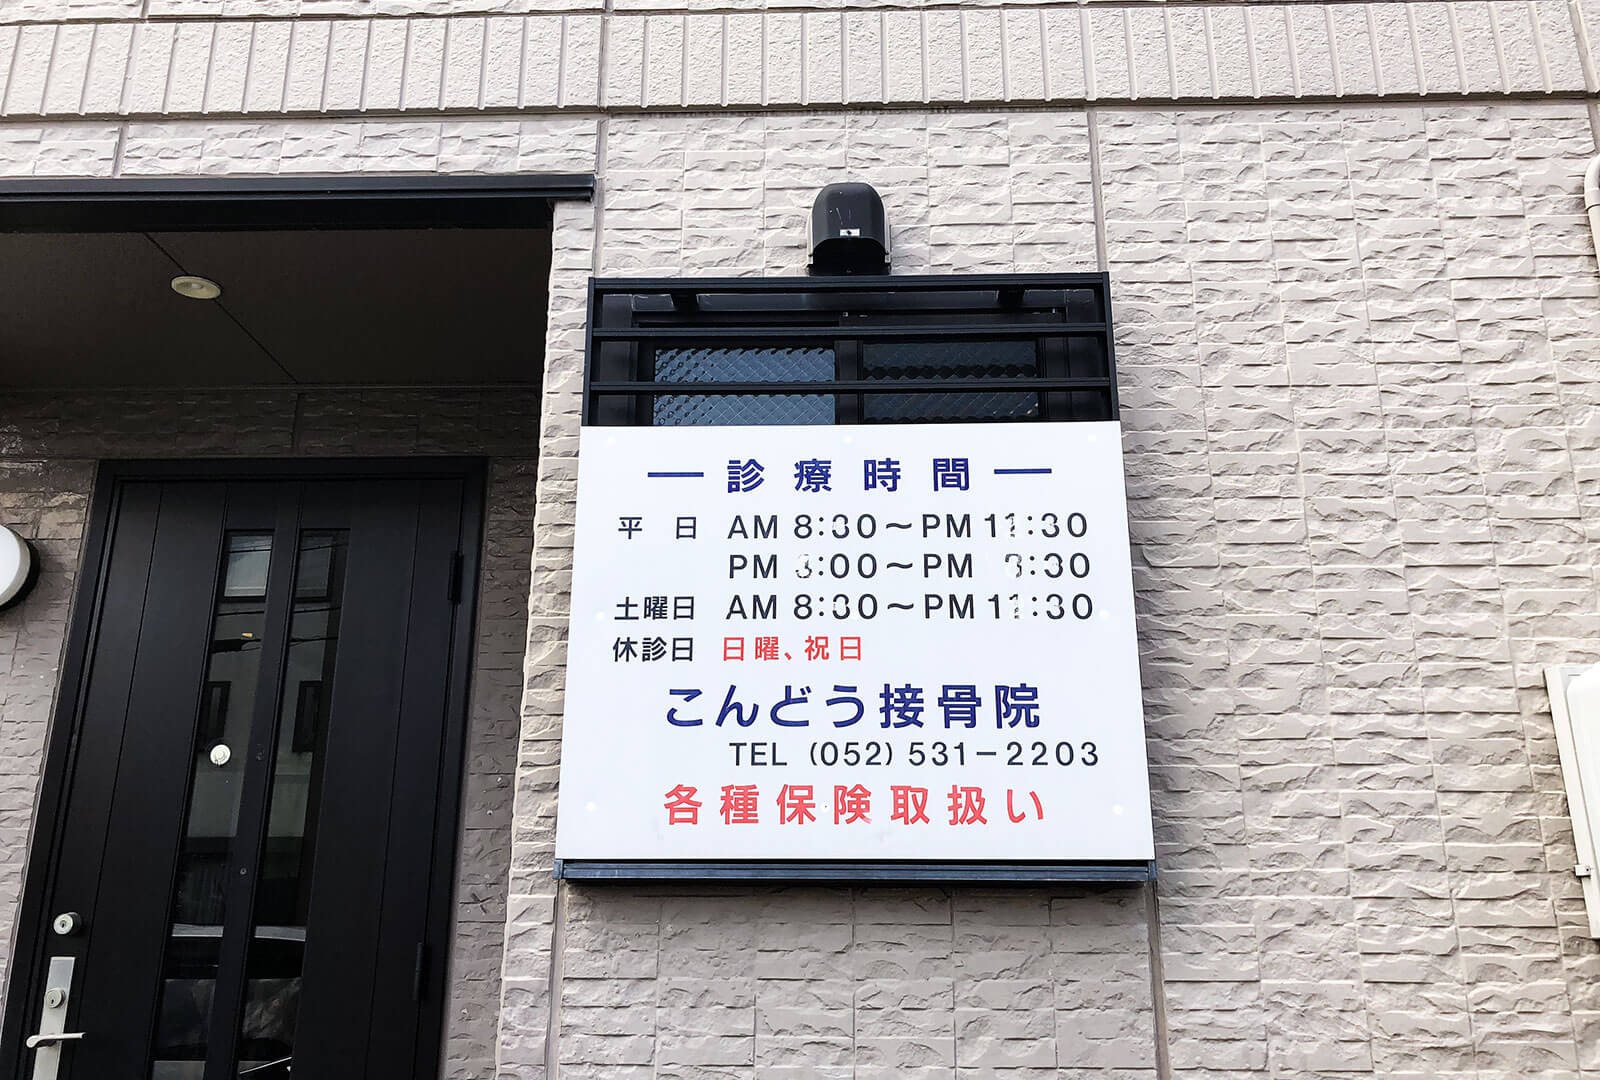 ― 診療時間 ―
平日 AM 8:30～PM 11:30
PM 3:00～PM 8:30
土曜日 AM 8:30～PM 11:30
休診日 日曜、祝日
こんどう接骨院
TEL (052) 531－2203
各種保険取扱い